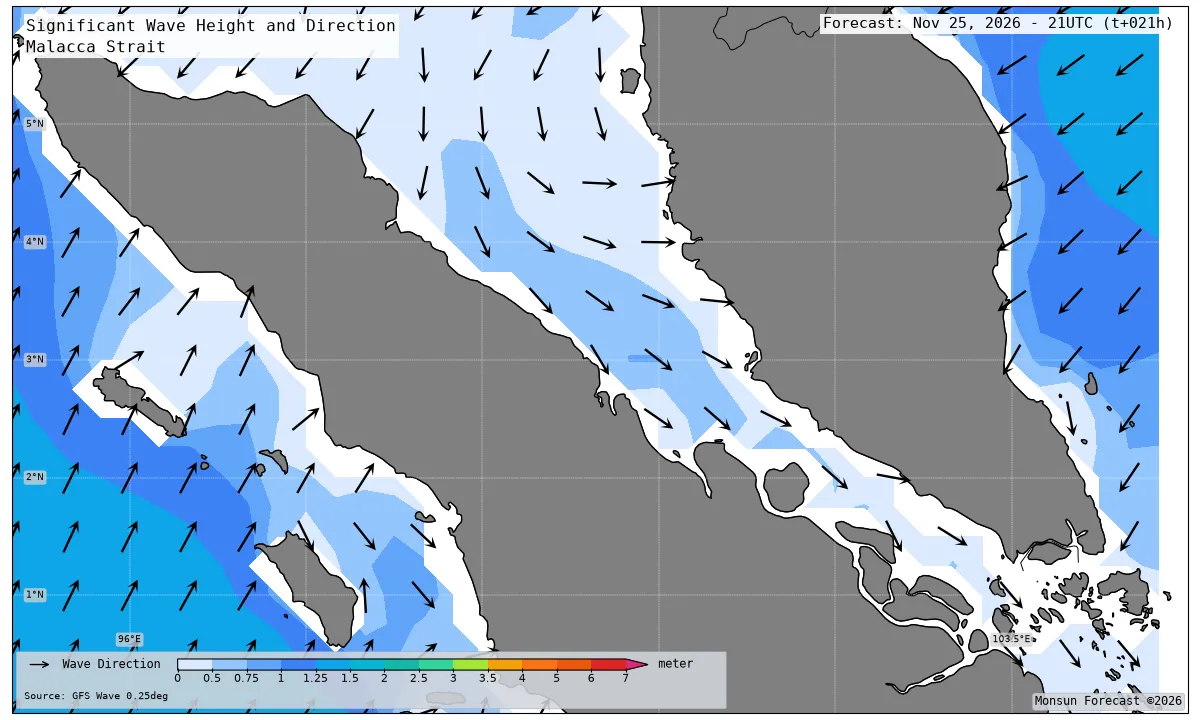 Significant Wave Height and Direction
Malacca Strait
Forecast: Nov 25, 2026 - 21UTC (t+021h)
5°N
4°N
3°N
2°N
1°N
96°E
103.5°E
Wave Direction
meter
0 0.5 0.75 1 1.25 1.5 2 2.5 3 3.5 4 5 6 7
Source: GFS Wave 0.25deg
Monsun Forecast ©2026